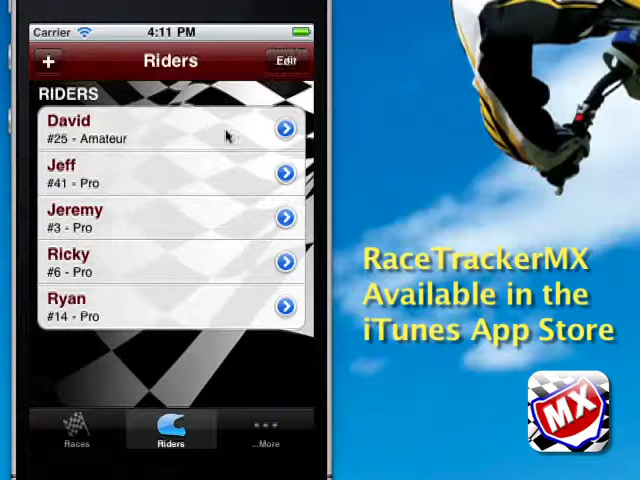 Carrier 4:11 PM
+ Riders Edit
RIDERS
David
#25 - Amateur
Jeff
#41 - Pro
Jeremy
#3 - Pro
Ricky
#6 - Pro
Ryan
#14 - Pro
Races Riders ...More
RaceTrackerMX
Available in the
iTunes App Store
MX